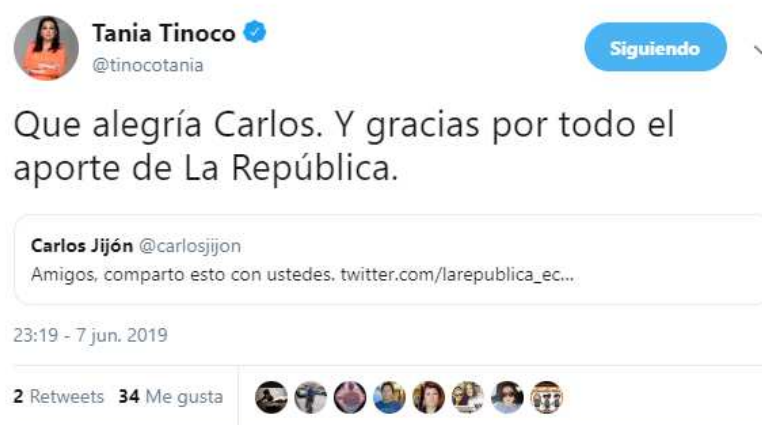 Tania Tinoco
@tinocotania
Siguiendo
Que alegría Carlos. Y gracias por todo el
aporte de La República.
Carlos Jijón @carlosjijon
Amigos, comparto esto con ustedes. twitter.com/larepublica_ec...
23:19 - 7 jun. 2019
2 Retweets 34 Me gusta